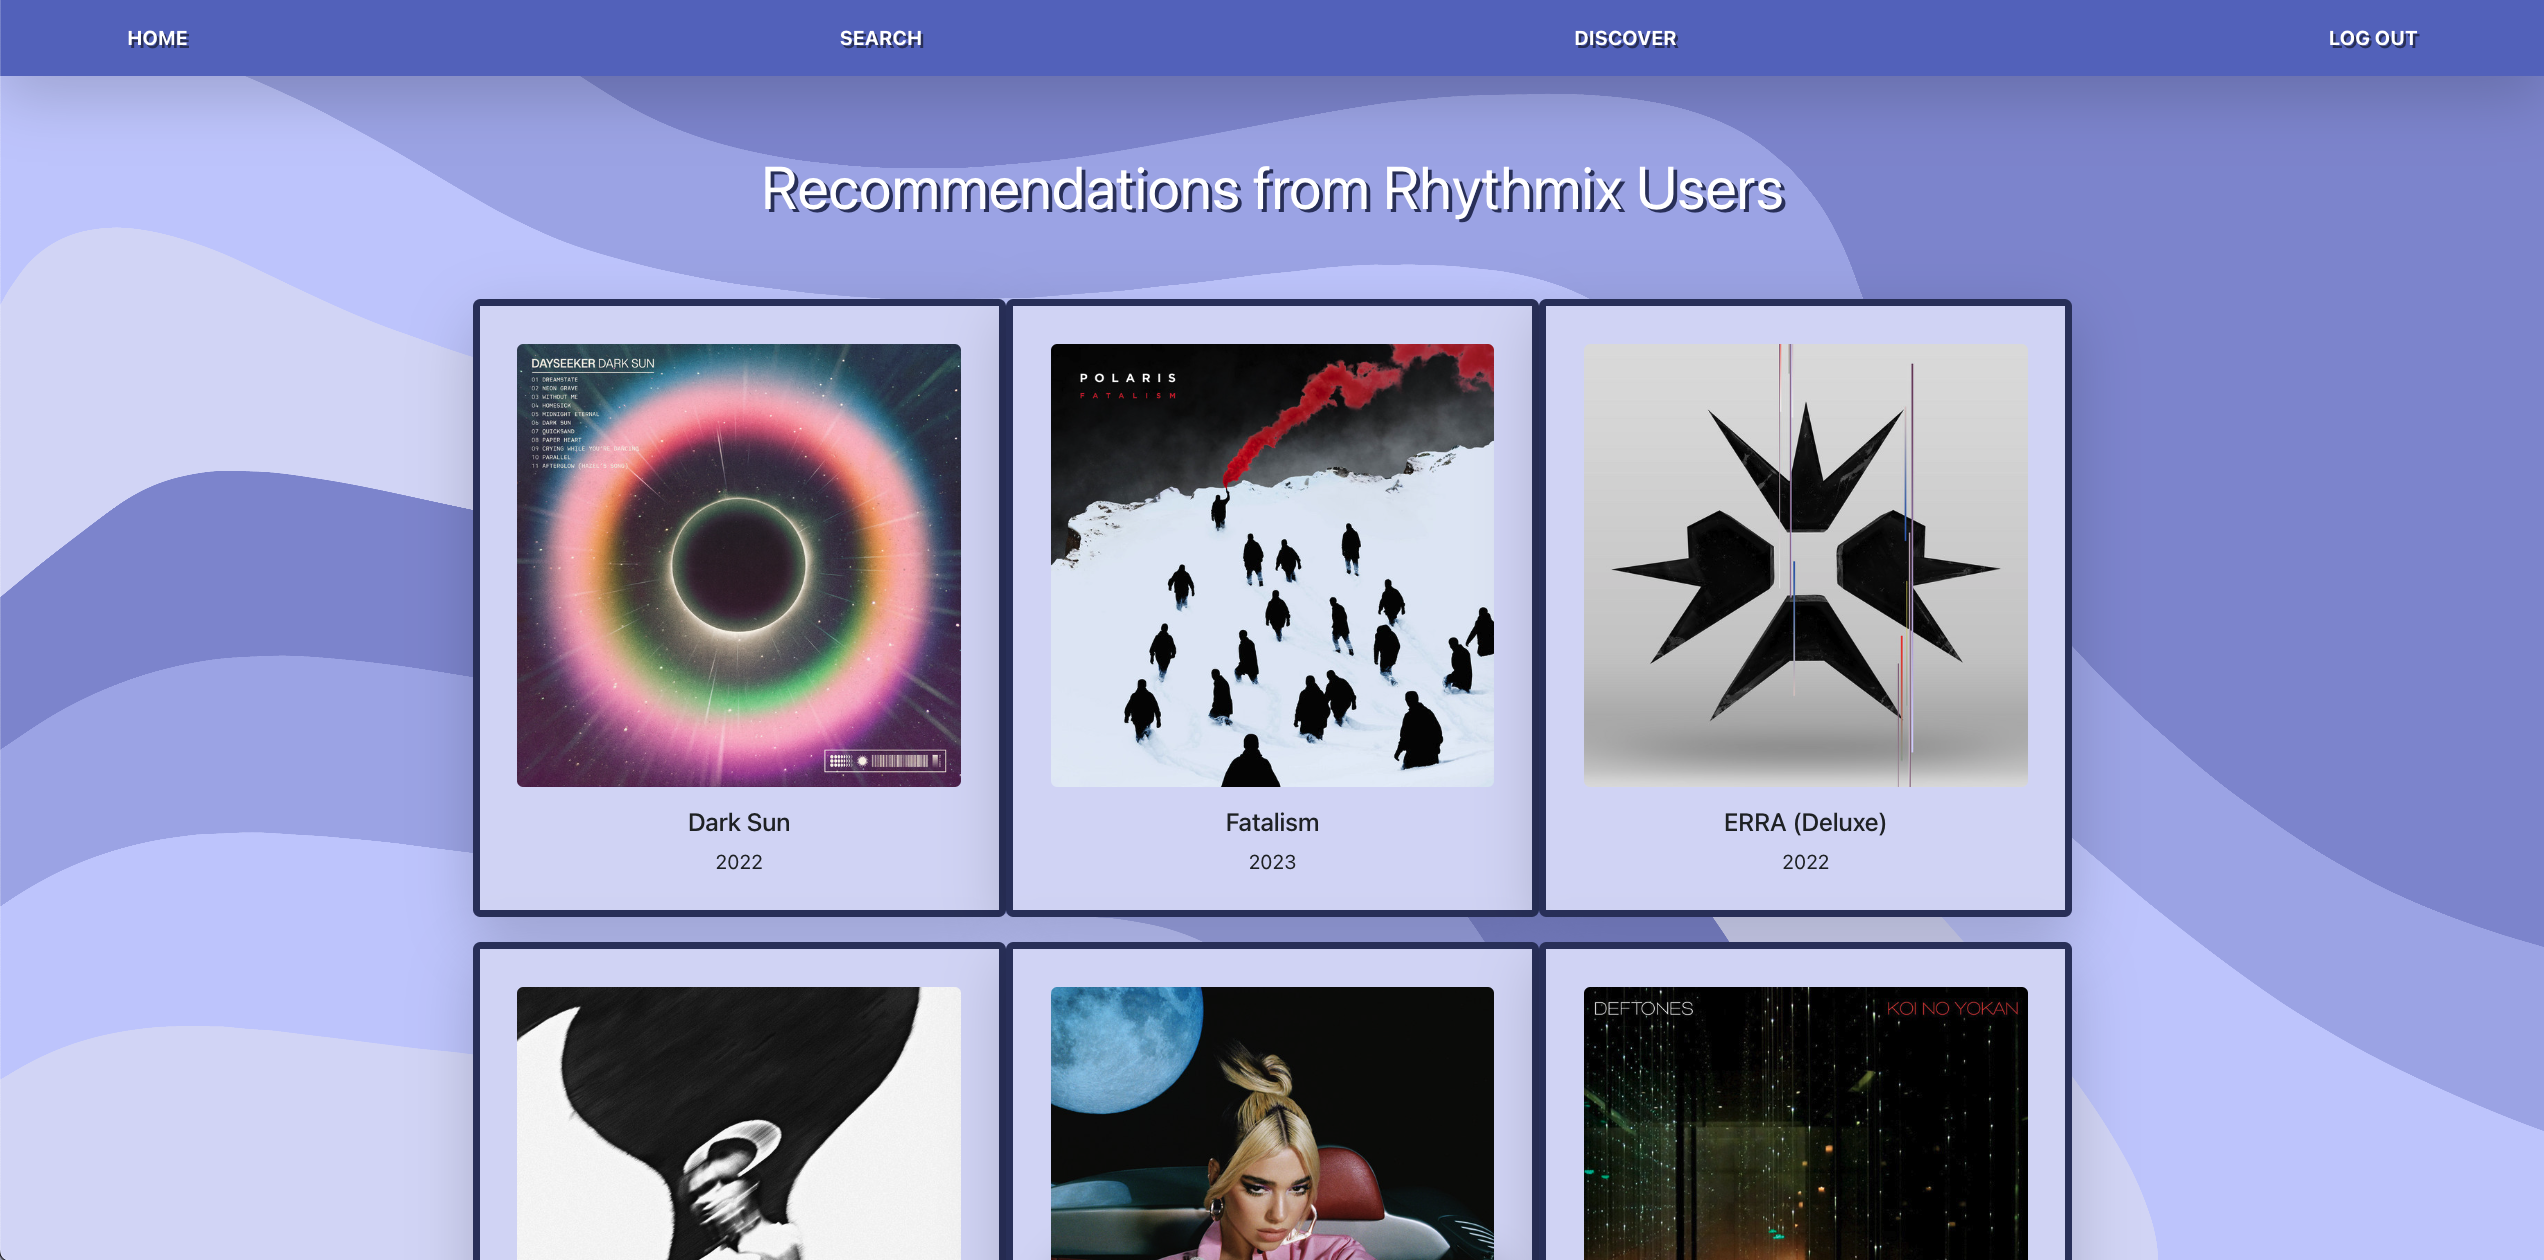 HOME
SEARCH
DISCOVER
LOG OUT
Recommendations from Rhythmix Users
DAYSEEKER DARK SUN
01 DREAMSTATE
02 NEON GRAVE
03 WITHOUT ME
04 HOMESICK
05 MIDNIGHT ETERNAL
06 DARK SUN
07 QUICKSAND
08 PAPER HEART
09 CRYING WHILE YOU'RE DANCING
10 PARALLEL
11 AFTERGLOW (HAZEL'S SONG)
POLARIS
FATALISM
Dark Sun
2022
Fatalism
2023
ERRA (Deluxe)
2022
DEFTONES
KOI NO YOKAN